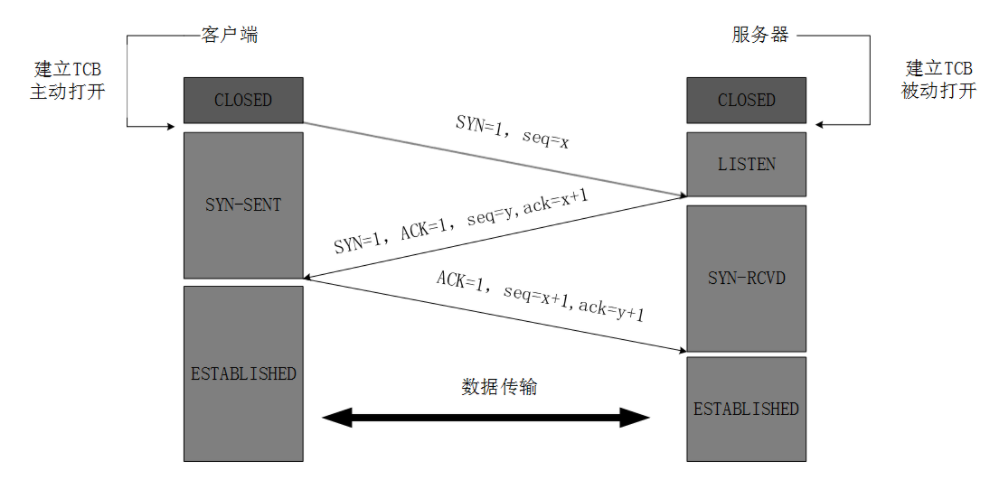 客户端
服务器
建立TCB
主动打开
建立TCB
被动打开
CLOSED
CLOSED
SYN=1, seq=x
LISTEN
SYN-SENT
SYN=1, ACK=1, seq=y,ack=x+1
SYN-RCVD
ACK=1, seq=x+1,ack=y+1
ESTABLISHED
数据传输
ESTABLISHED